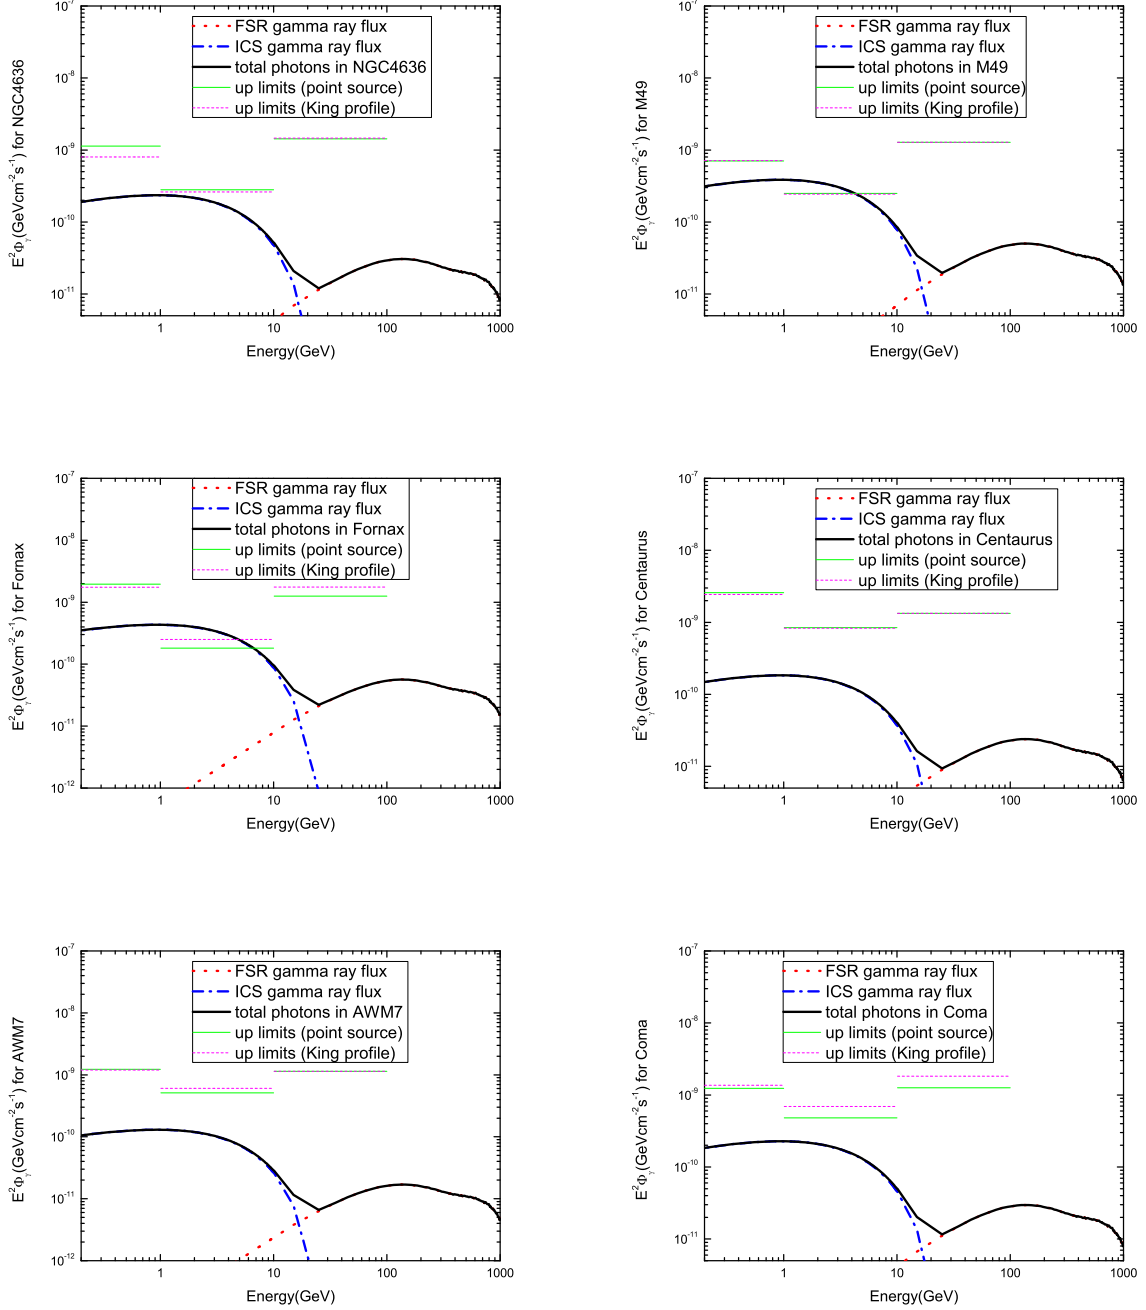 10⁻⁷
10⁻⁸
10⁻⁹
10⁻¹⁰
10⁻¹¹
E²Φγ(GeVcm⁻²s⁻¹) for NGC4636
FSR gamma ray flux
ICS gamma ray flux
total photons in NGC4636
up limits (point source)
up limits (King profile)
1 10 100 1000
Energy(GeV)
10⁻⁷
10⁻⁸
10⁻⁹
10⁻¹⁰
10⁻¹¹
E²Φγ(GeVcm⁻²s⁻¹) for M49
FSR gamma ray flux
ICS gamma ray flux
total photons in M49
up limits (point source)
up limits (King profile)
1 10 100 1000
Energy(GeV)
10⁻⁷
10⁻⁸
10⁻⁹
10⁻¹⁰
10⁻¹¹
10⁻¹²
E²Φγ(GeVcm⁻²s⁻¹) for Fornax
FSR gamma ray flux
ICS gamma ray flux
total photons in Fornax
up limits (point source)
up limits (King profile)
1 10 100 1000
Energy(GeV)
10⁻⁷
10⁻⁸
10⁻⁹
10⁻¹⁰
10⁻¹¹
E²Φγ(GeVcm⁻²s⁻¹) for Centaurus
FSR gamma ray flux
ICS gamma ray flux
total photons in Centaurus
up limits (point source)
up limits (King profile)
1 10 100 1000
Energy(GeV)
10⁻⁷
10⁻⁸
10⁻⁹
10⁻¹⁰
10⁻¹¹
10⁻¹²
E²Φγ(GeVcm⁻²s⁻¹) for AWM7
FSR gamma ray flux
ICS gamma ray flux
total photons in AWM7
up limits (point source)
up limits (King profile)
1 10 100 1000
Energy(GeV)
10⁻⁷
10⁻⁸
10⁻⁹
10⁻¹⁰
10⁻¹¹
E²Φγ(GeVcm⁻²s⁻¹) for Coma
FSR gamma ray flux
ICS gamma ray flux
total photons in Coma
up limits (point source)
up limits (King profile)
1 10 100 1000
Energy(GeV)